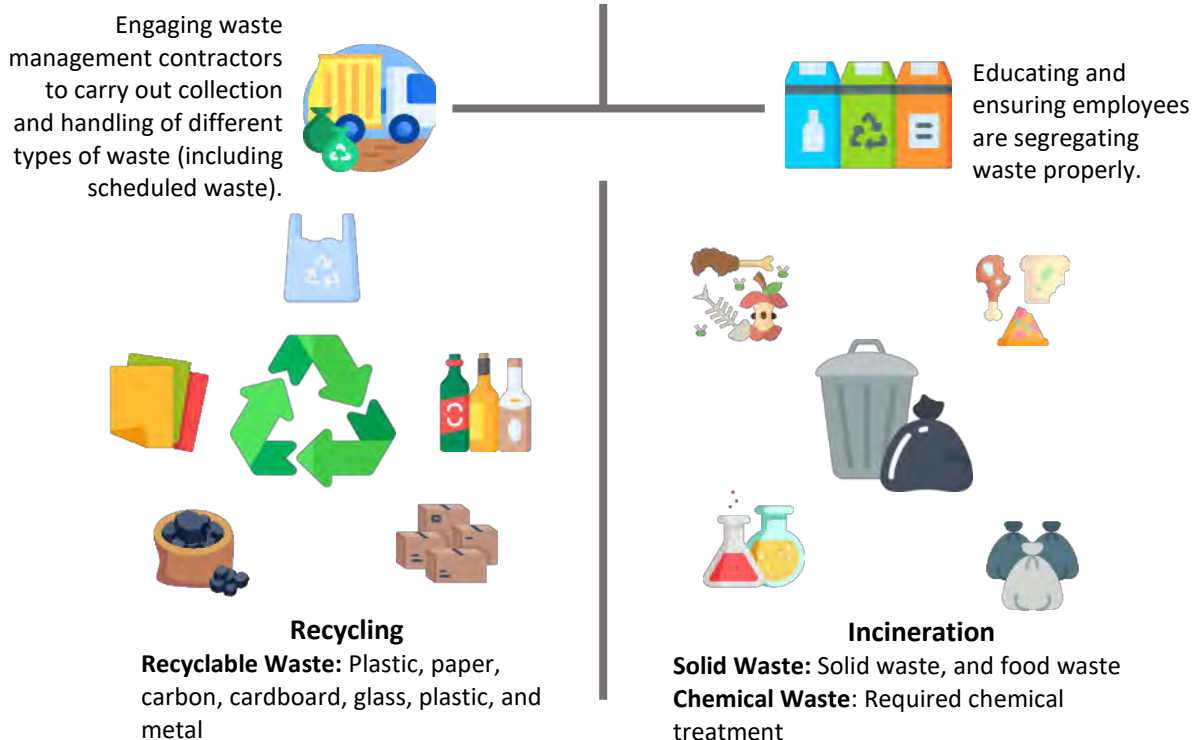 Engaging waste
management contractors
to carry out collection
and handling of different
types of waste (including
scheduled waste).
Educating and
ensuring employees
are segregating
waste properly.
Recycling
Recyclable Waste: Plastic, paper,
carbon, cardboard, glass, plastic, and
metal
Incineration
Solid Waste: Solid waste, and food waste
Chemical Waste: Required chemical
treatment